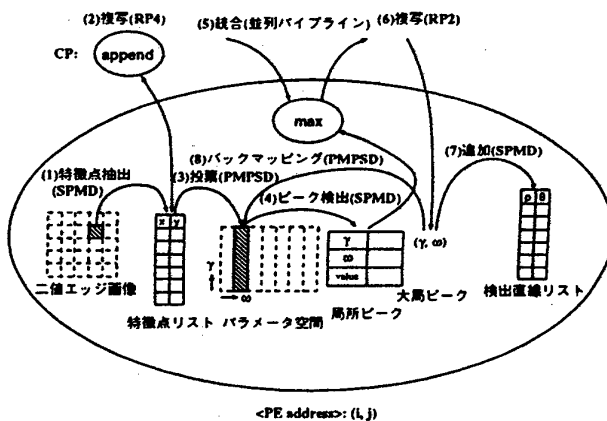 (2)複写(RP4)
(5)統合(並列パイプライン)
(6)複写(RP2)
CP:
append
max
(7)追加(SPMD)
(8)バックマッピング(PMPSD)
(1)特徴点抽出
(SPMD)
(3)投票(PMPSD)
(4)ピーク検出(SPMD)
x y
ρ θ
γ
∞
value
(γ, ∞)
γ
∞
二値エッジ画像
特徴点リスト
パラメータ空間
局所ピーク
大局ピーク
検出直線リスト
<PE address>: (i, j)